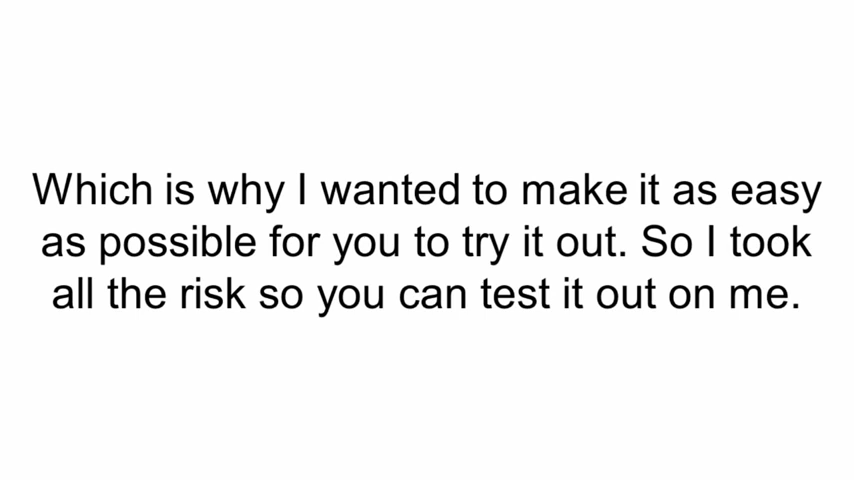 Which is why I wanted to make it as easy
as possible for you to try it out. So I took
all the risk so you can test it out on me.